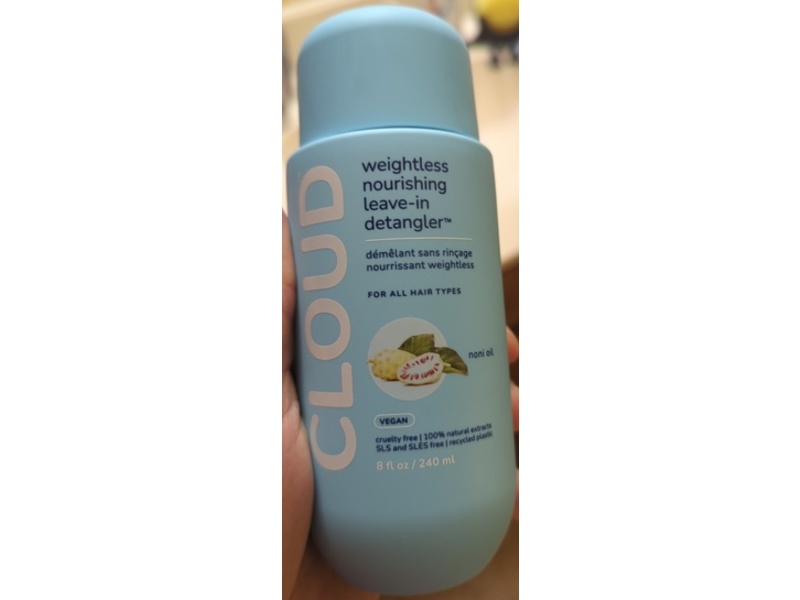 CLOUD
weightless
nourishing
leave-in
detangler™
démêlant sans rinçage
nourrissant weightless
FOR ALL HAIR TYPES
noni oil
VEGAN
cruelty free | 100% natural extracts
SLS and SLES free | recycled plastic
8 fl oz / 240 ml